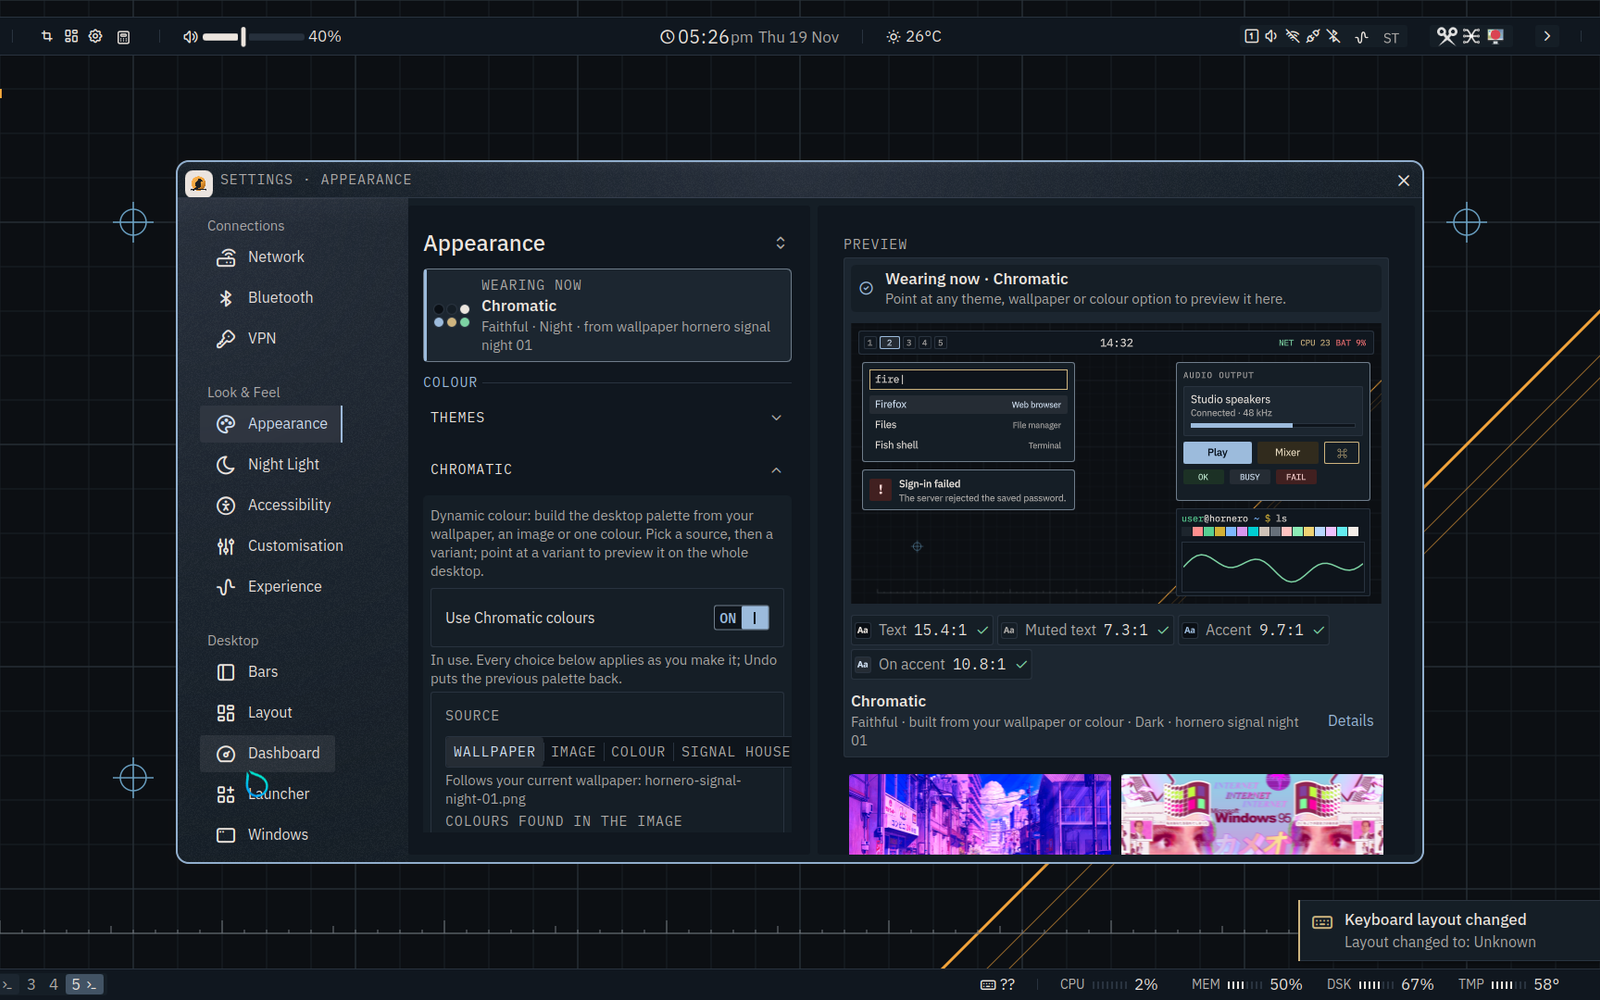 40%
05:26pm Thu 19 Nov
26°C
1
ST
SETTINGS · APPEARANCE
Connections
Network
Bluetooth
VPN
Look & Feel
Appearance
Night Light
Accessibility
Customisation
Experience
Desktop
Bars
Layout
Dashboard
Launcher
Windows
Appearance
WEARING NOW
Chromatic
Faithful · Night · from wallpaper hornero signal
night 01
COLOUR
THEMES
CHROMATIC
Dynamic colour: build the desktop palette from your
wallpaper, an image or one colour. Pick a source, then a
variant; point at a variant to preview it on the whole
desktop.
Use Chromatic colours
ON
In use. Every choice below applies as you make it; Undo
puts the previous palette back.
SOURCE
WALLPAPER IMAGE COLOUR SIGNAL HOUSE
Follows your current wallpaper: hornero-signal-
night-01.png
COLOURS FOUND IN THE IMAGE
PREVIEW
Wearing now · Chromatic
Point at any theme, wallpaper or colour option to preview it here.
1 2 3 4 5
14:32
NET CPU 23 BAT 9%
fire|
Firefox Web browser
Files File manager
Fish shell Terminal
Sign-in failed
The server rejected the saved password.
AUDIO OUTPUT
Studio speakers
Connected · 48 kHz
Play Mixer ⌘
OK BUSY FAIL
user@hornero ~ $ ls
Aa Text 15.4:1 ✓
Aa Muted text 7.3:1 ✓
Aa Accent 9.7:1 ✓
Aa On accent 10.8:1 ✓
Chromatic
Faithful · built from your wallpaper or colour · Dark · hornero signal night
01
Details
INTERNET
INTERNET
INTERNET
Microsoft
Windows 95
カメオ
Keyboard layout changed
Layout changed to: Unknown
3 4 5
??
CPU 2%
MEM 50%
DSK 67%
TMP 58°